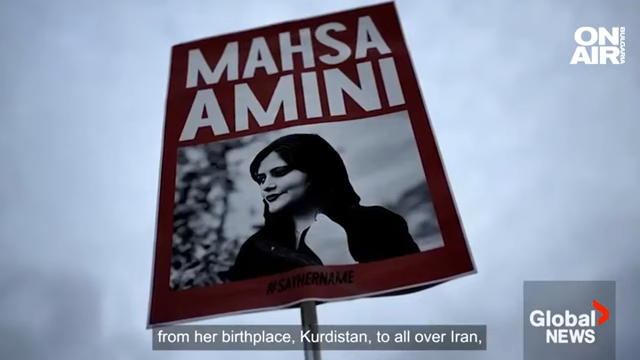 MAHSA
AMINI
#SAYHERNAME
ON
AIR
BULGARIA
from her birthplace, Kurdistan, to all over Iran,
Global
NEWS